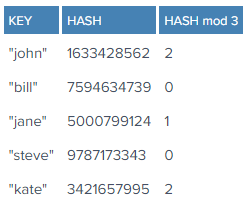 KEY HASH HASH mod 3
"john" 1633428562 2
"bill" 7594634739 0
"jane" 5000799124 1
"steve" 9787173343 0
"kate" 3421657995 2